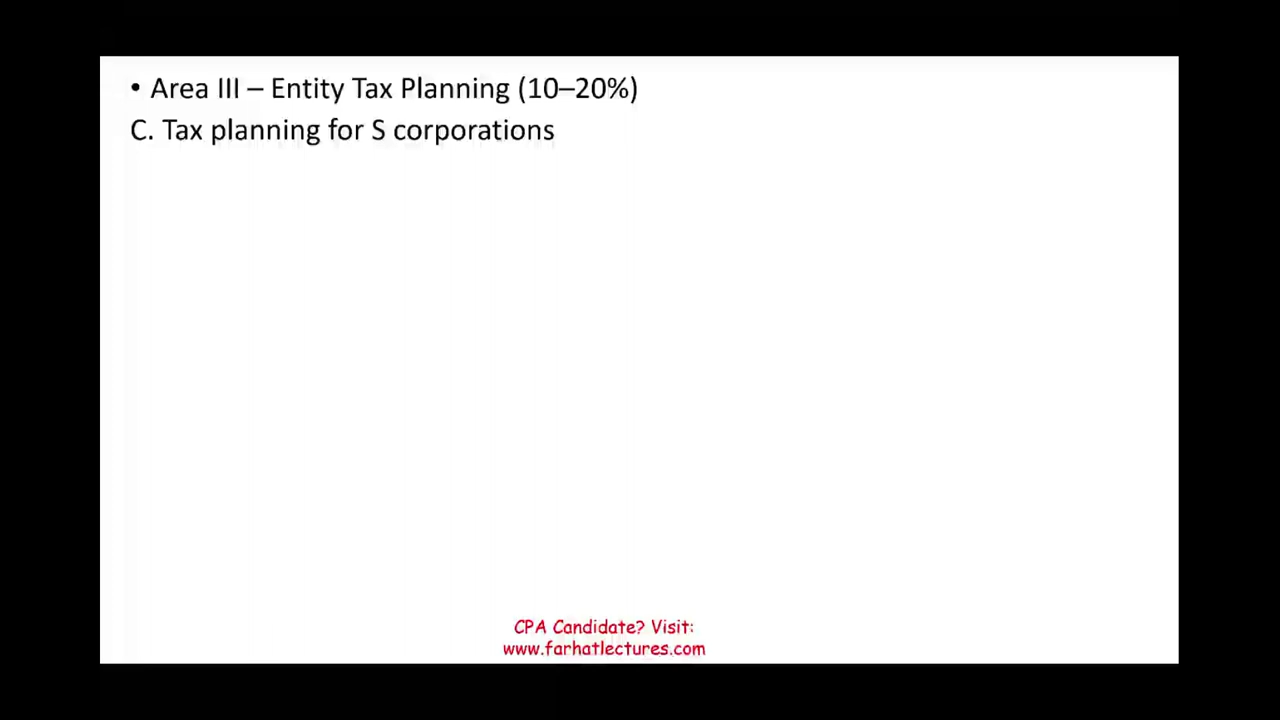 • Area III – Entity Tax Planning (10–20%)
C. Tax planning for S corporations
CPA Candidate? Visit:
www.farhatlectures.com